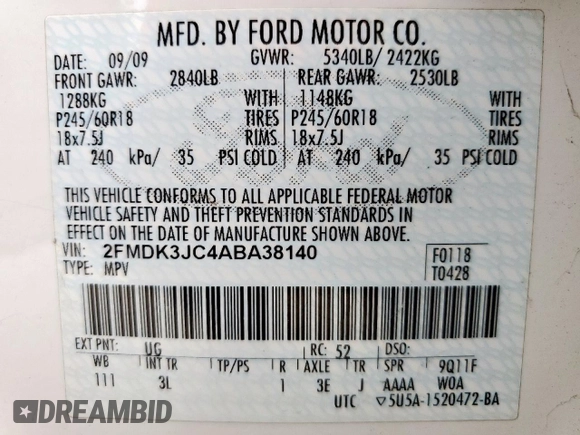 MFD. BY FORD MOTOR CO.
DATE: 09/09 GVWR: 5340LB/ 2422KG
FRONT GAWR: 2840LB REAR GAWR: 2530LB
1288KG WITH 1148KG WITH
P245/60R18 TIRES P245/60R18 TIRES
18x7.5J RIMS 18x7.5J RIMS
AT 240 kPa/ 35 PSI COLD AT 240 kPa/ 35 PSI COLD
THIS VEHICLE CONFORMS TO ALL APPLICABLE FEDERAL MOTOR
VEHICLE SAFETY AND THEFT PREVENTION STANDARDS IN
EFFECT ON THE DATE OF MANUFACTURE SHOWN ABOVE.
VIN: 2FMDK3JC4ABA38140 F0118
TYPE: MPV T0428
EXT PNT: UG RC: 52 DSO:
WB INT TR TP/PS R AXLE TR SPR 9Q11F
111 3L 1 3E J AAAA WOA
UTC ▽5U5A-1520472-BA
DREAMBID